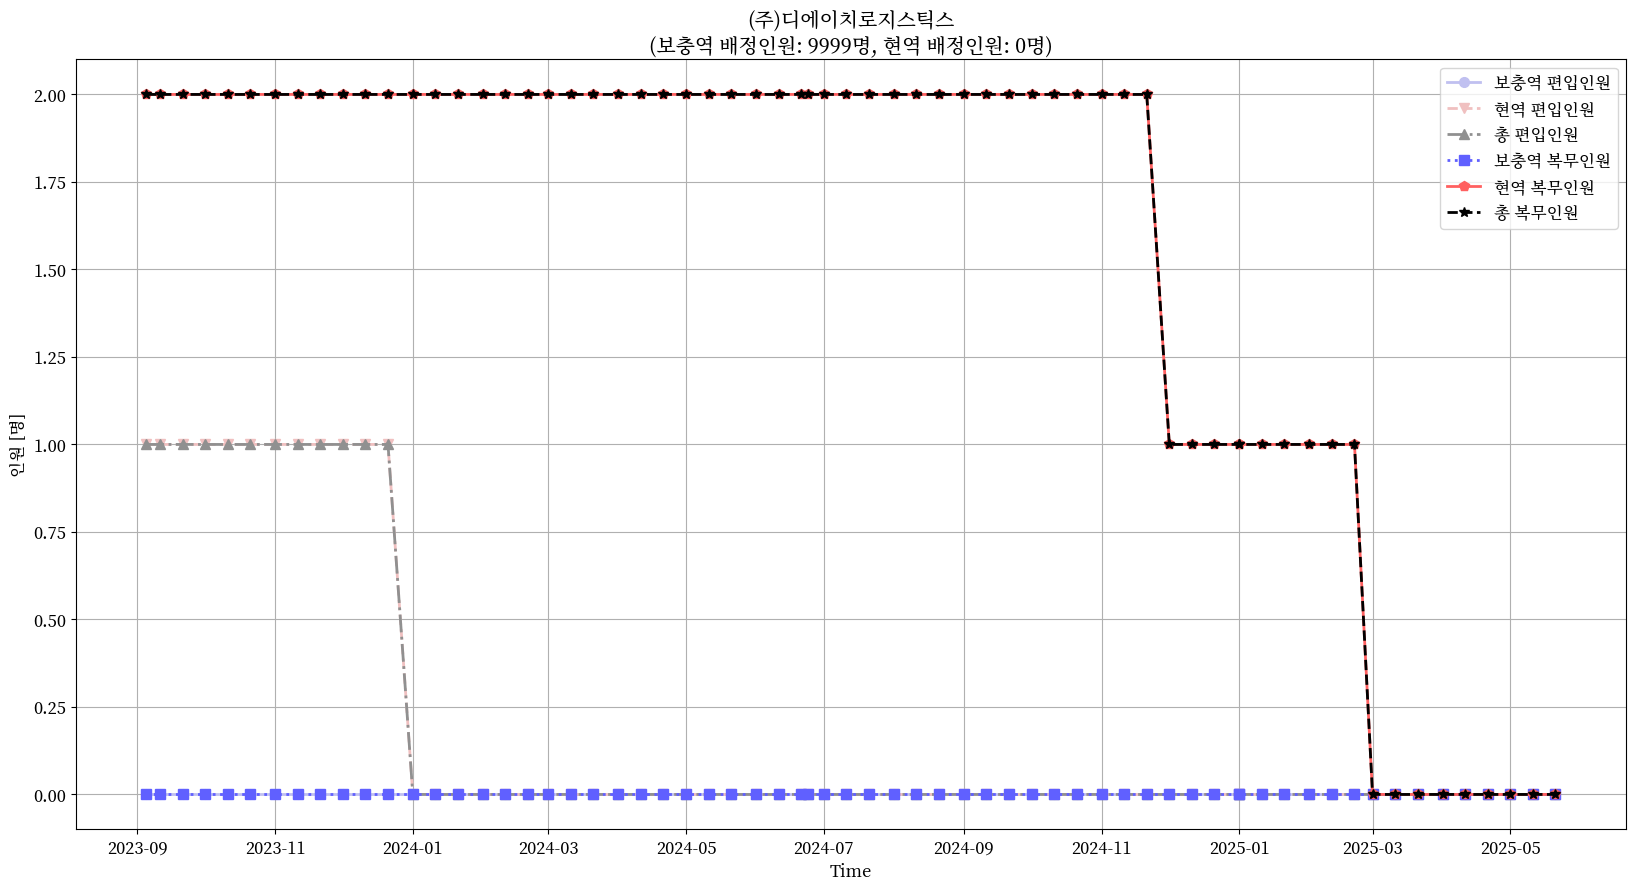 (주)디에이치로지스틱스
(보충역 배정인원: 9999명, 현역 배정인원: 0명)
보충역 편입인원
현역 편입인원
총 편입인원
보충역 복무인원
현역 복무인원
총 복무인원
인원 [명]
2.00
1.75
1.50
1.25
1.00
0.75
0.50
0.25
0.00
2023-09 2023-11 2024-01 2024-03 2024-05 2024-07 2024-09 2024-11 2025-01 2025-03 2025-05
Time